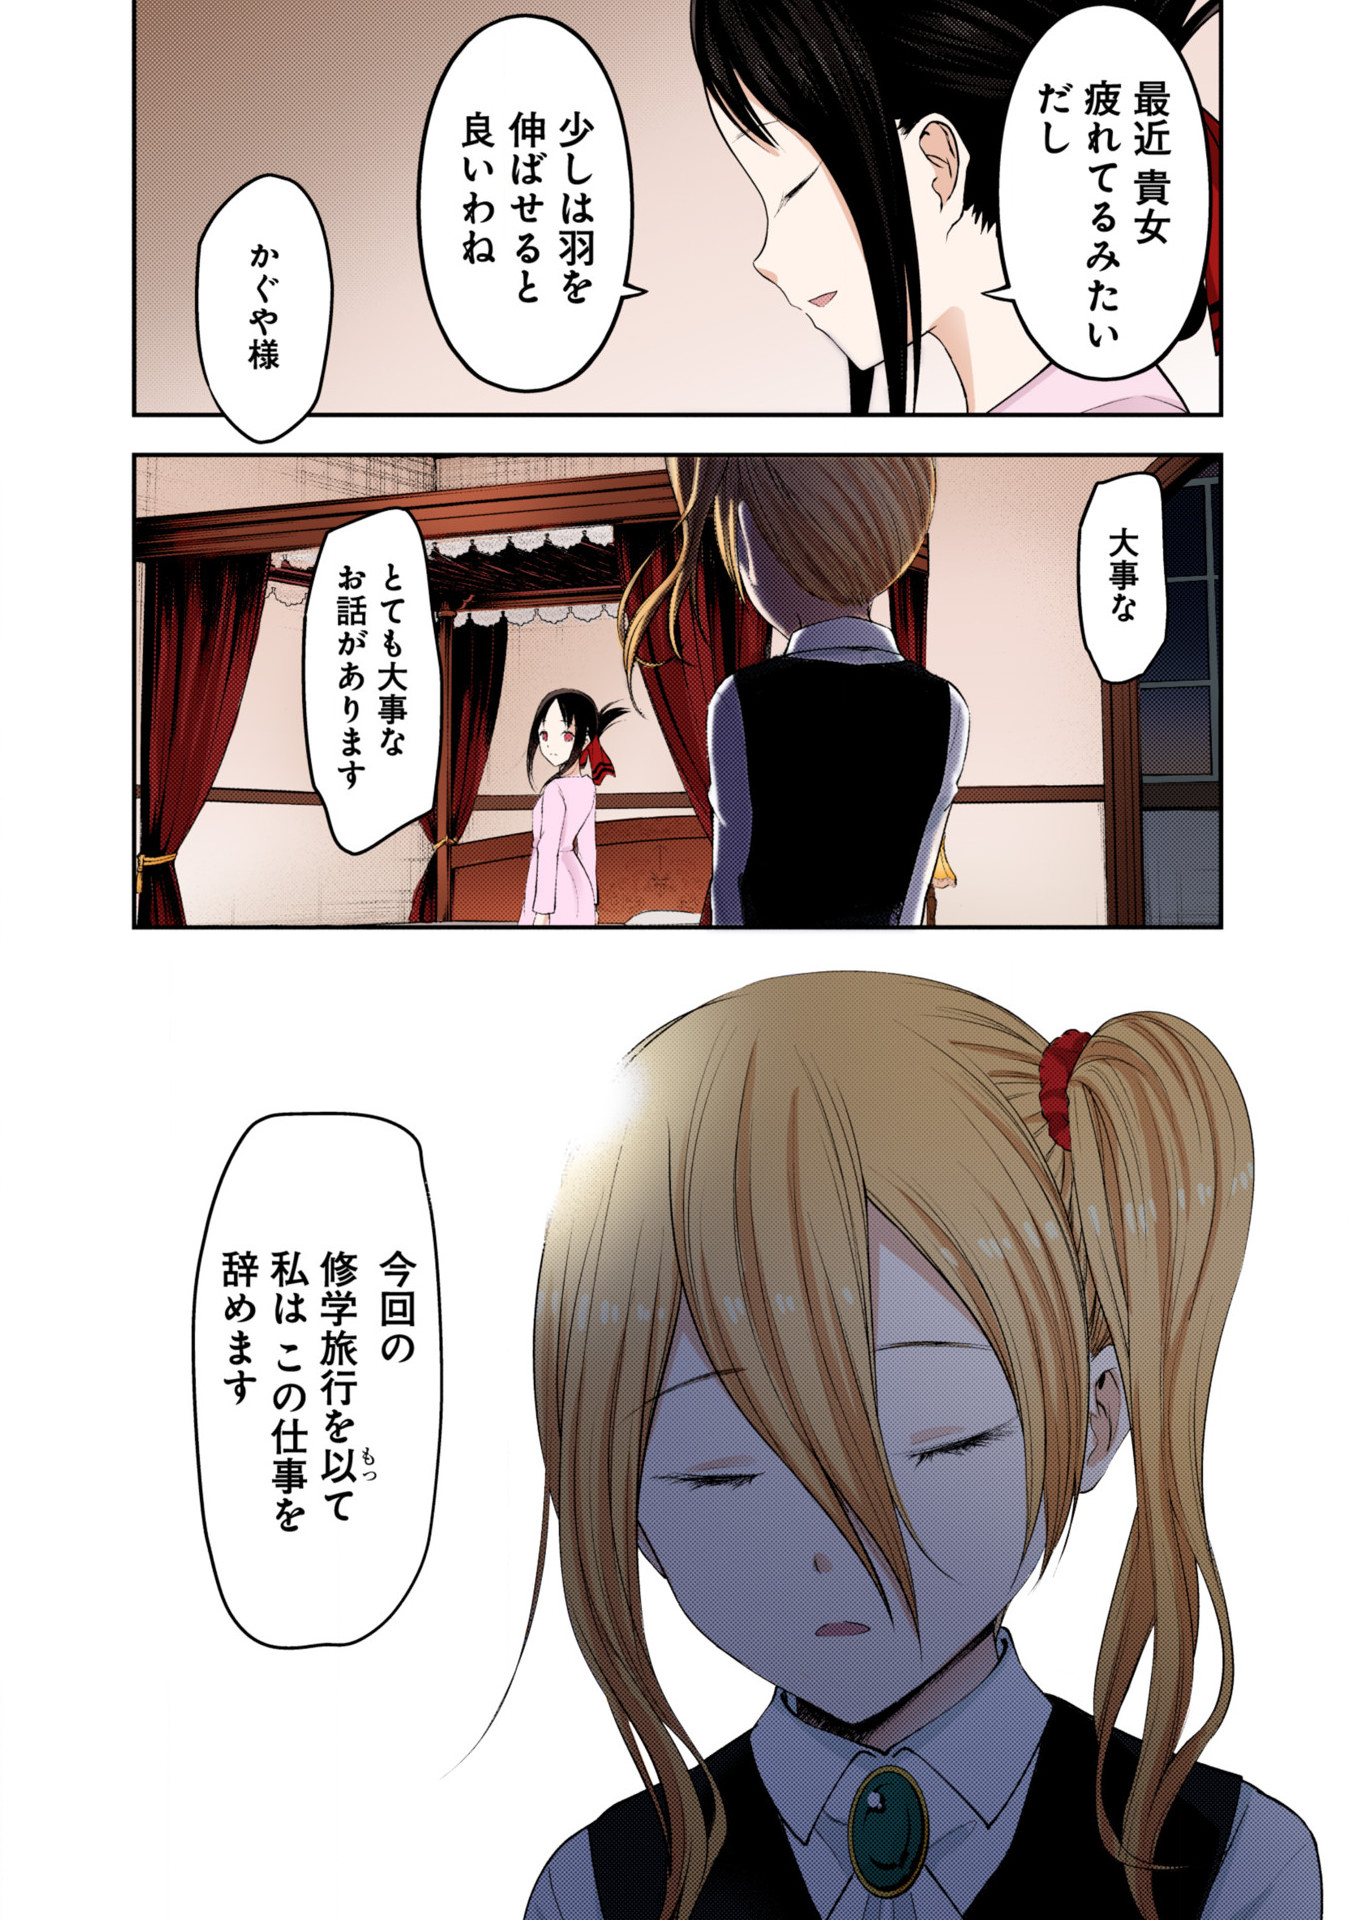 最近 貴女
疲れてるみたい
だし
少しは羽を
伸ばせると
良いわね
かぐや様
大事な
とても大事な
お話があります
今回の
修学旅行を以て
もっ
私は この仕事を
辞めます